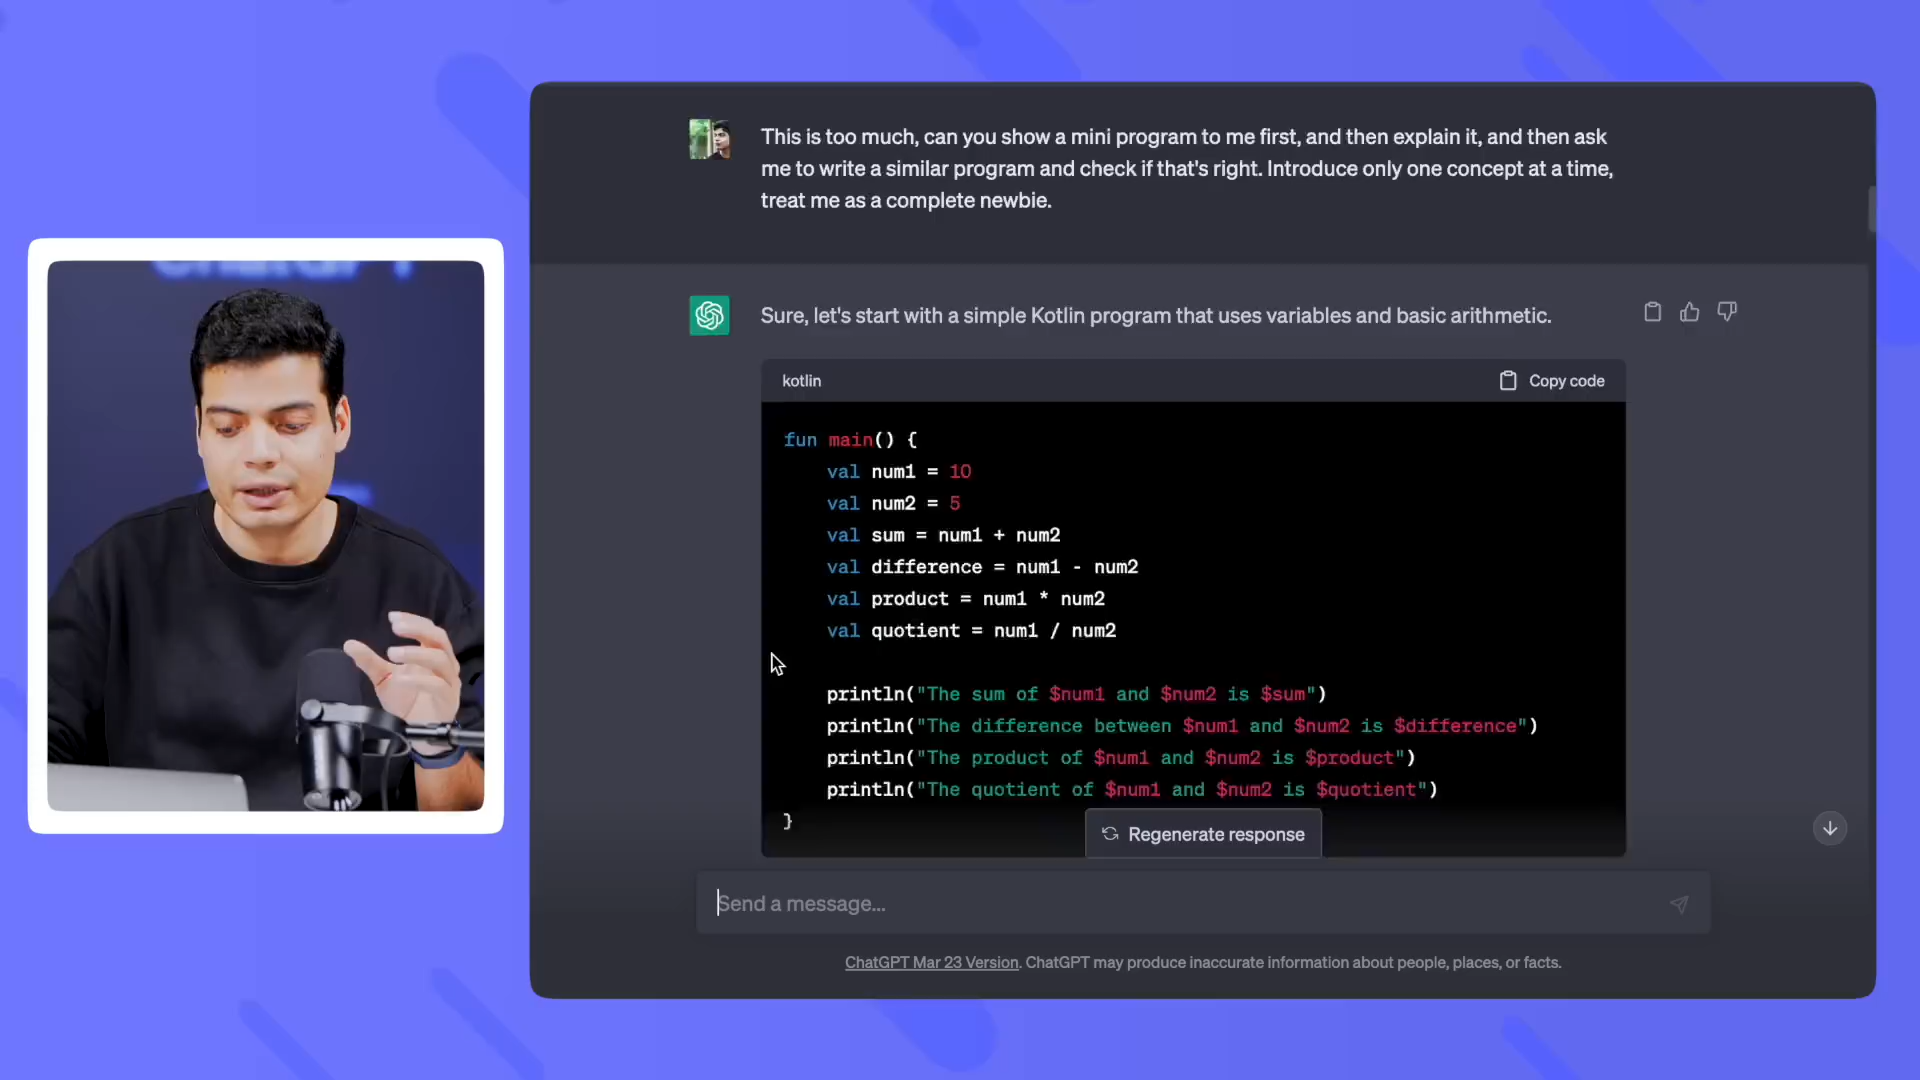 This is too much, can you show a mini program to me first, and then explain it, and then ask
me to write a similar program and check if that's right. Introduce only one concept at a time,
treat me as a complete newbie.
Sure, let's start with a simple Kotlin program that uses variables and basic arithmetic.
kotlin
Copy code
fun main() {
    val num1 = 10
    val num2 = 5
    val sum = num1 + num2
    val difference = num1 - num2
    val product = num1 * num2
    val quotient = num1 / num2
    println("The sum of $num1 and $num2 is $sum")
    println("The difference between $num1 and $num2 is $difference")
    println("The product of $num1 and $num2 is $product")
    println("The quotient of $num1 and $num2 is $quotient")
}
Regenerate response
Send a message...
ChatGPT Mar 23 Version. ChatGPT may produce inaccurate information about people, places, or facts.